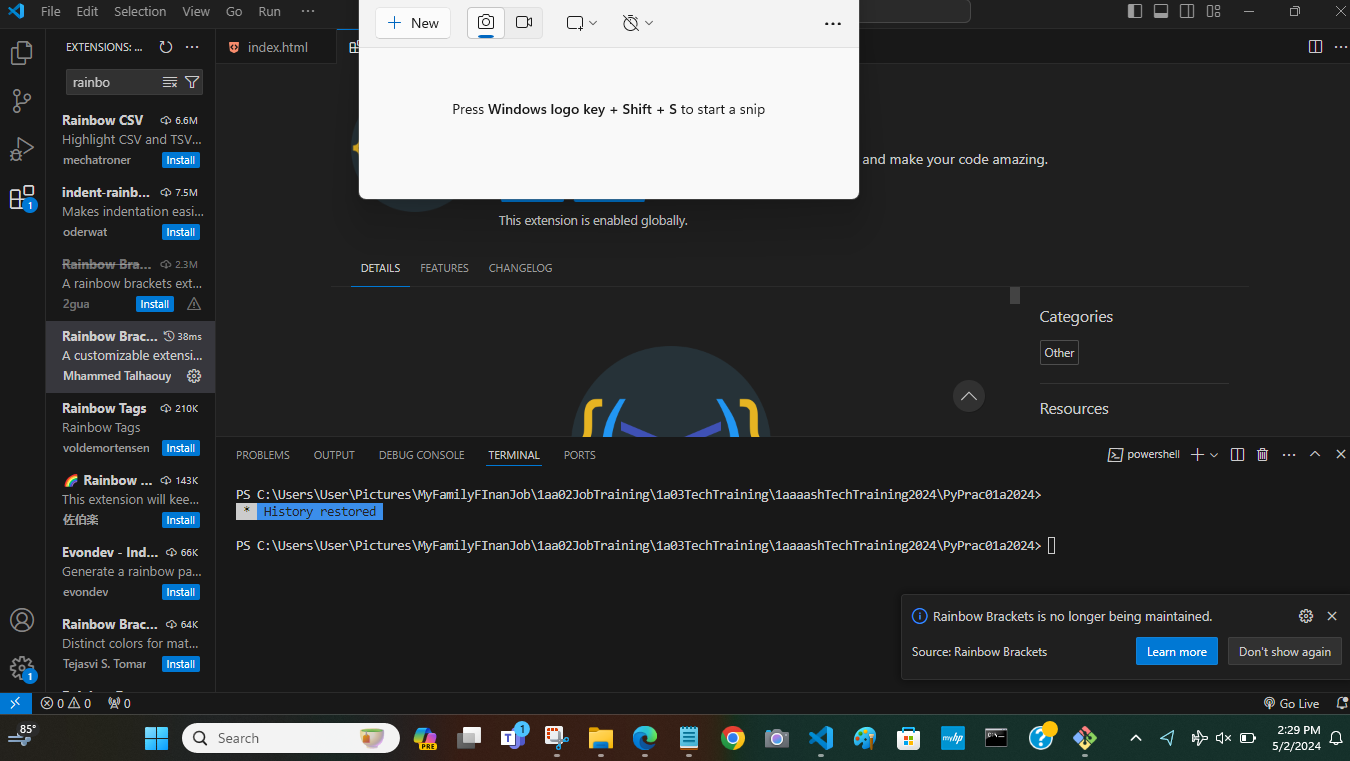 File Edit Selection View Go Run ···
New
Press Windows logo key + Shift + S to start a snip
EXTENSIONS: ...
rainbo
index.html
Rainbow CSV 6.6M
Highlight CSV and TSV...
mechatroner Install
indent-rainb... 7.5M
Makes indentation easi...
oderwat Install
Rainbow Bra... 2.3M
A rainbow brackets ext...
2gua Install
Rainbow Brac... 38ms
A customizable extensi...
Mhammed Talhaouy
Rainbow Tags 210K
Rainbow Tags
voldemortensen Install
🌈 Rainbow ... 143K
This extension will kee...
佐伯楽 Install
Evondev - Ind... 66K
Generate a rainbow pa...
evondev Install
Rainbow Brac... 64K
Distinct colors for mat...
Tejasvi S. Tomar Install
and make your code amazing.
This extension is enabled globally.
DETAILS FEATURES CHANGELOG
Categories
Other
Resources
PROBLEMS OUTPUT DEBUG CONSOLE TERMINAL PORTS
powershell
PS C:\Users\User\Pictures\MyFamilyFInanJob\1aa02JobTraining\1a03TechTraining\1aaaashTechTraining2024\PyPrac01a2024>
* History restored
PS C:\Users\User\Pictures\MyFamilyFInanJob\1aa02JobTraining\1a03TechTraining\1aaaashTechTraining2024\PyPrac01a2024>
Rainbow Brackets is no longer being maintained.
Source: Rainbow Brackets
Learn more Don't show again
1
1
0 0 0
Go Live
85°
Search
PRE
1
myhp
2:29 PM
5/2/2024